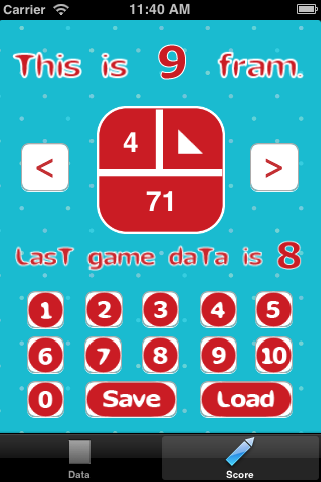 Carrier 11:40 AM
This is 9 fram.
4
< >
71
LasT game daTa is 8
1 2 3 4 5
6 7 8 9 10
0 Save Load
Data Score